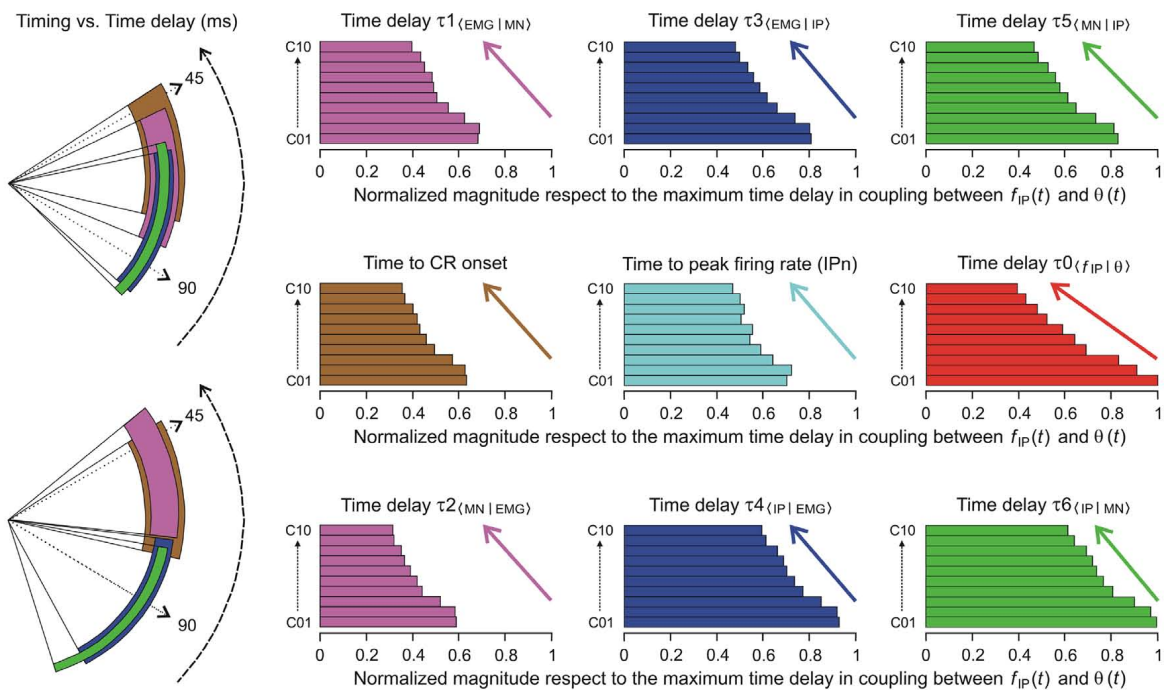 Timing vs. Time delay (ms)
45
90
Time delay τ1⟨EMG | MN⟩
C10
C01
0 0.2 0.4 0.6 0.8 1
Time delay τ3⟨EMG | IP⟩
C10
C01
0 0.2 0.4 0.6 0.8 1
Time delay τ5⟨MN | IP⟩
C10
C01
0 0.2 0.4 0.6 0.8 1
Normalized magnitude respect to the maximum time delay in coupling between fIP(t) and θ(t)
Time to CR onset
C10
C01
0 0.2 0.4 0.6 0.8 1
Time to peak firing rate (IPn)
C10
C01
0 0.2 0.4 0.6 0.8 1
Time delay τ0⟨fIP | θ⟩
C10
C01
0 0.2 0.4 0.6 0.8 1
Normalized magnitude respect to the maximum time delay in coupling between fIP(t) and θ(t)
45
90
Time delay τ2⟨MN | EMG⟩
C10
C01
0 0.2 0.4 0.6 0.8 1
Time delay τ4⟨IP | EMG⟩
C10
C01
0 0.2 0.4 0.6 0.8 1
Time delay τ6⟨IP | MN⟩
C10
C01
0 0.2 0.4 0.6 0.8 1
Normalized magnitude respect to the maximum time delay in coupling between fIP(t) and θ(t)